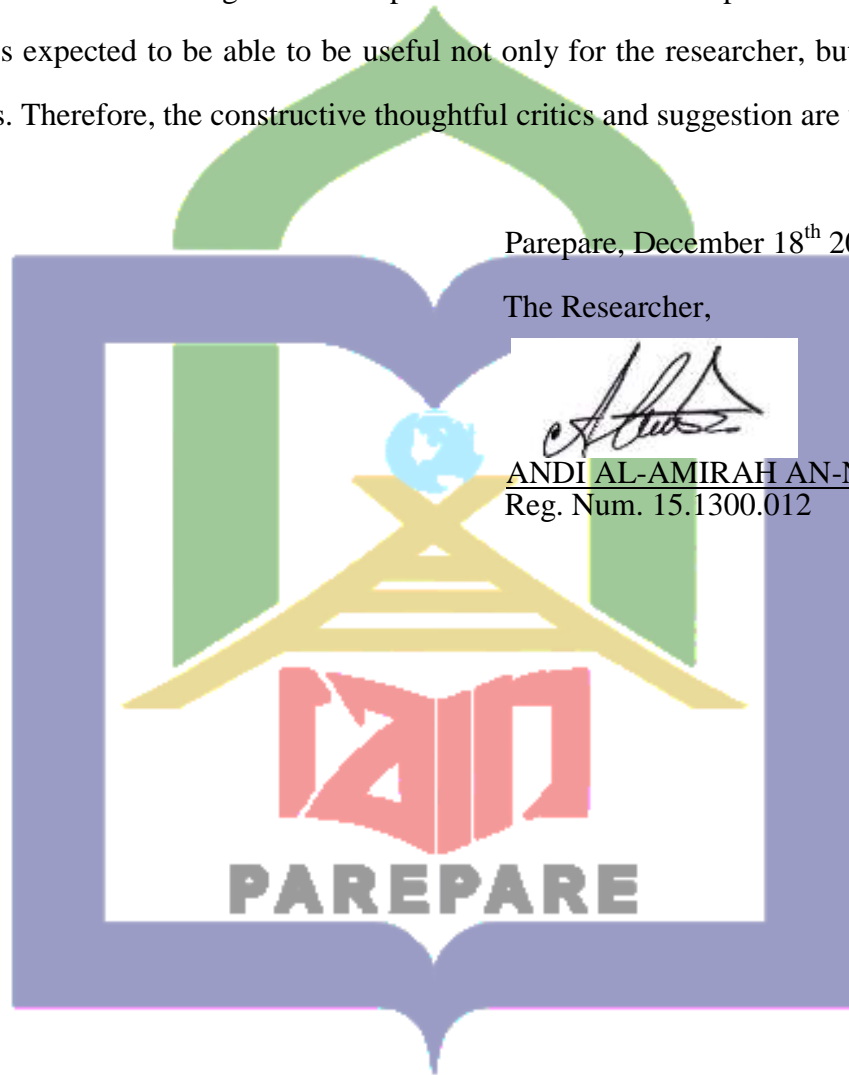 s expected to be able to be useful not only for the researcher, but
s. Therefore, the constructive thoughtful critics and suggestion are
Parepare, December 18th 20
The Researcher,
ANDI AL-AMIRAH AN-N
Reg. Num. 15.1300.012
iain
PAREPARE